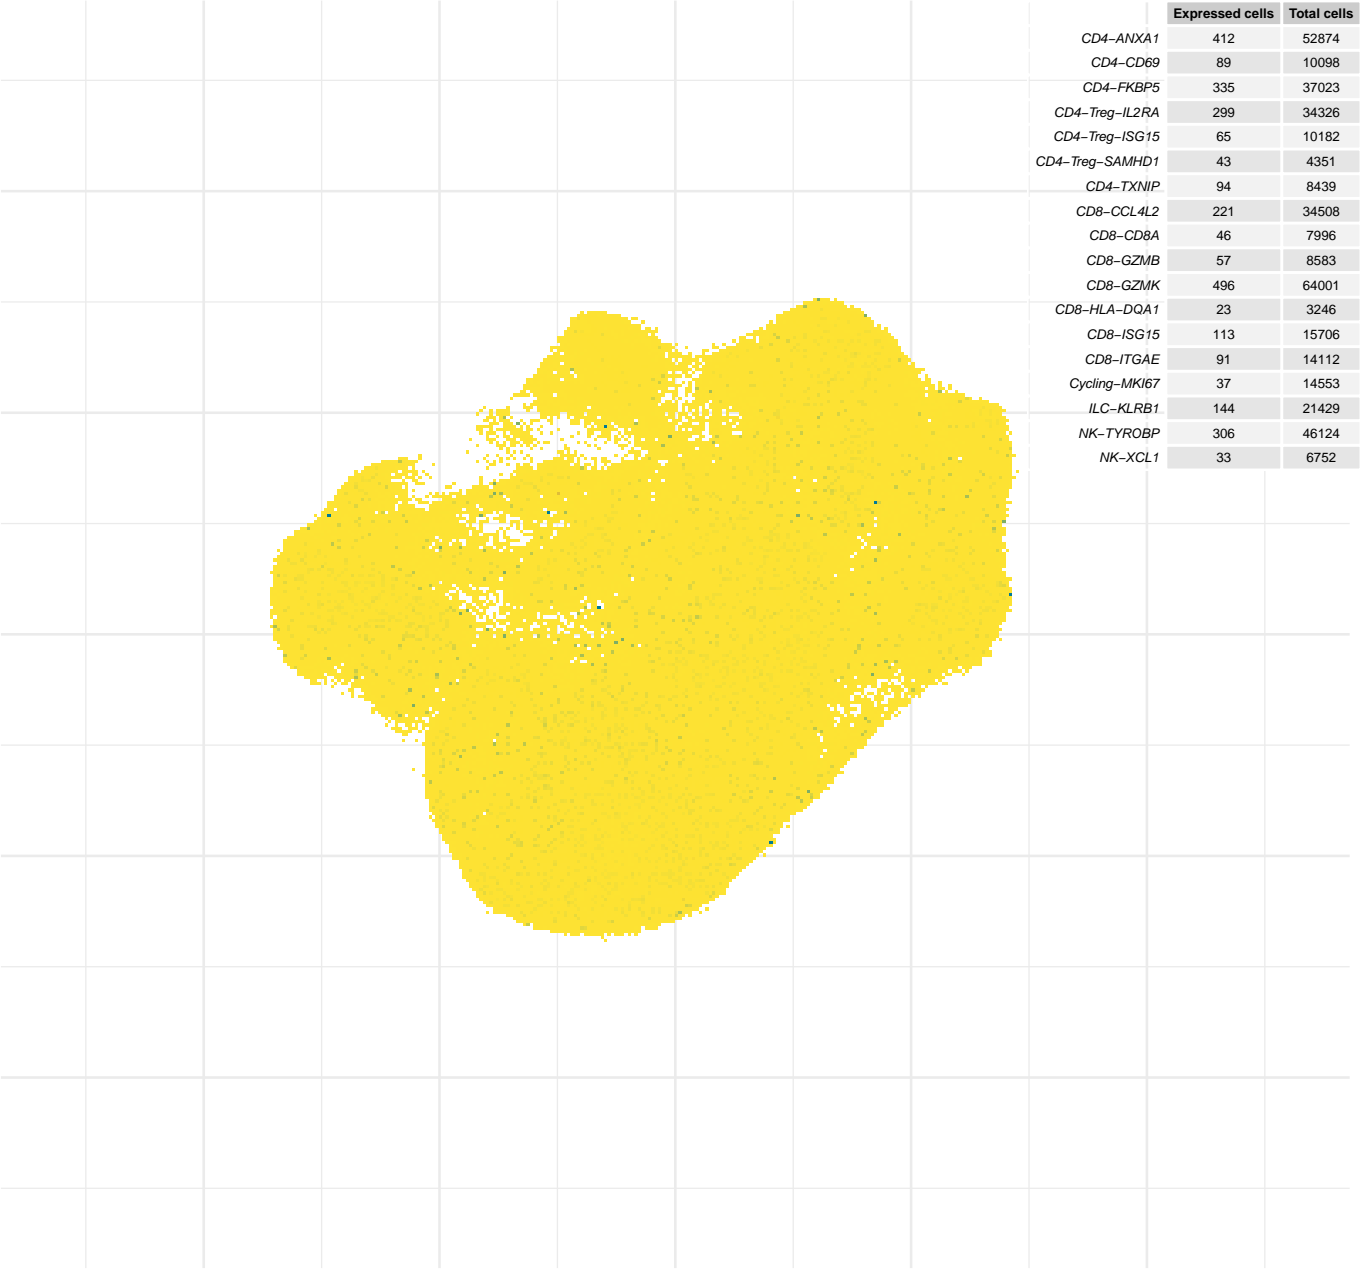 Expressed cells Total cells
CD4−ANXA1 412 52874
CD4−CD69 89 10098
CD4−FKBP5 335 37023
CD4−Treg−IL2RA 299 34326
CD4−Treg−ISG15 65 10182
CD4−Treg−SAMHD1 43 4351
CD4−TXNIP 94 8439
CD8−CCL4L2 221 34508
CD8−CD8A 46 7996
CD8−GZMB 57 8583
CD8−GZMK 496 64001
CD8−HLA−DQA1 23 3246
CD8−ISG15 113 15706
CD8−ITGAE 91 14112
Cycling−MKI67 37 14553
ILC−KLRB1 144 21429
NK−TYROBP 306 46124
NK−XCL1 33 6752